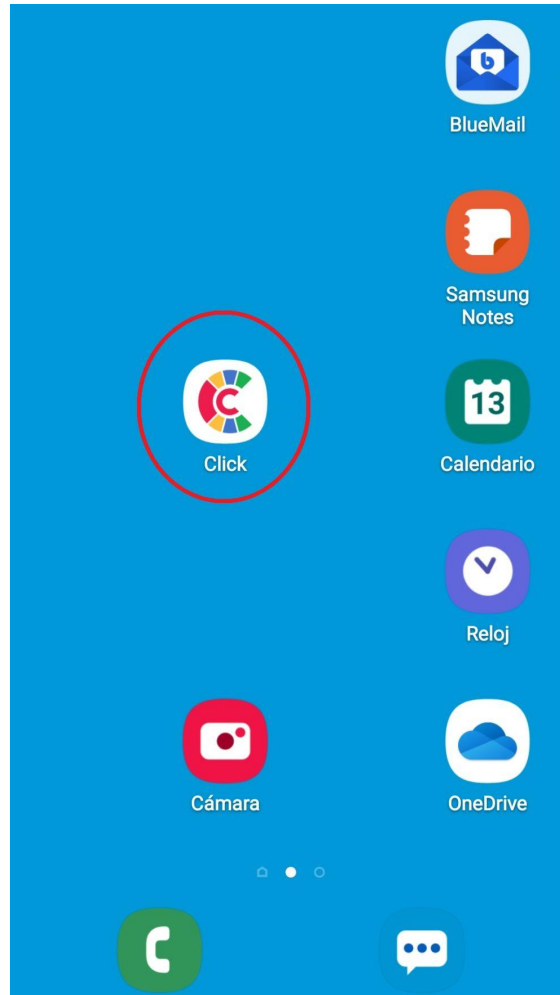 b
BlueMail
Samsung
Notes
C
Click
13
Calendario
Reloj
Cámara
OneDrive